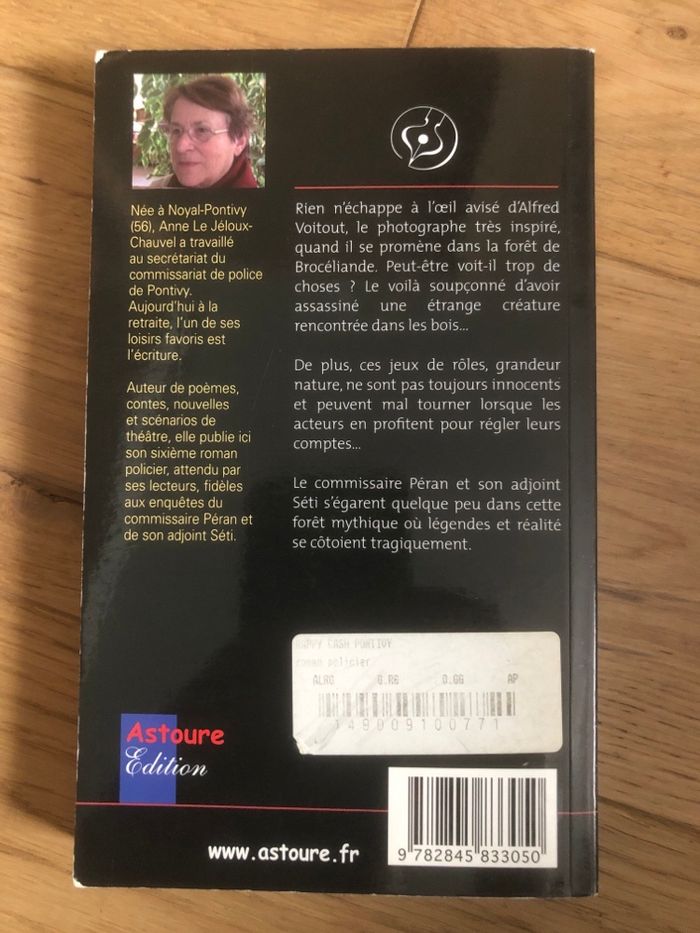 Née à Noyal-Pontivy
(56), Anne Le Jéloux-
Chauvel a travaillé
au secrétariat du
commissariat de police
de Pontivy.
Aujourd'hui à la
retraite, l'un de ses
loisirs favoris est
l'écriture.
Auteur de poèmes,
contes, nouvelles
et scénarios de
théâtre, elle publie ici
son sixième roman
policier, attendu par
ses lecteurs, fidèles
aux enquêtes du
commissaire Péran et
de son adjoint Séti.
Rien n'échappe à l'œil avisé d'Alfred
Voitout, le photographe très inspiré,
quand il se promène dans la forêt de
Brocéliande. Peut-être voit-il trop de
choses ? Le voilà soupçonné d'avoir
assassiné une étrange créature
rencontrée dans les bois...
De plus, ces jeux de rôles, grandeur
nature, ne sont pas toujours innocents
et peuvent mal tourner lorsque les
acteurs en profitent pour régler leurs
comptes...
Le commissaire Péran et son adjoint
Séti s'égarent quelque peu dans cette
forêt mythique où légendes et réalité
se côtoient tragiquement.
HAPPY CASH PONTIVY
roman policier
ALRG 0.RG 0.GG AP
149009100771
Astoure
Edition
www.astoure.fr
9 782845 833050